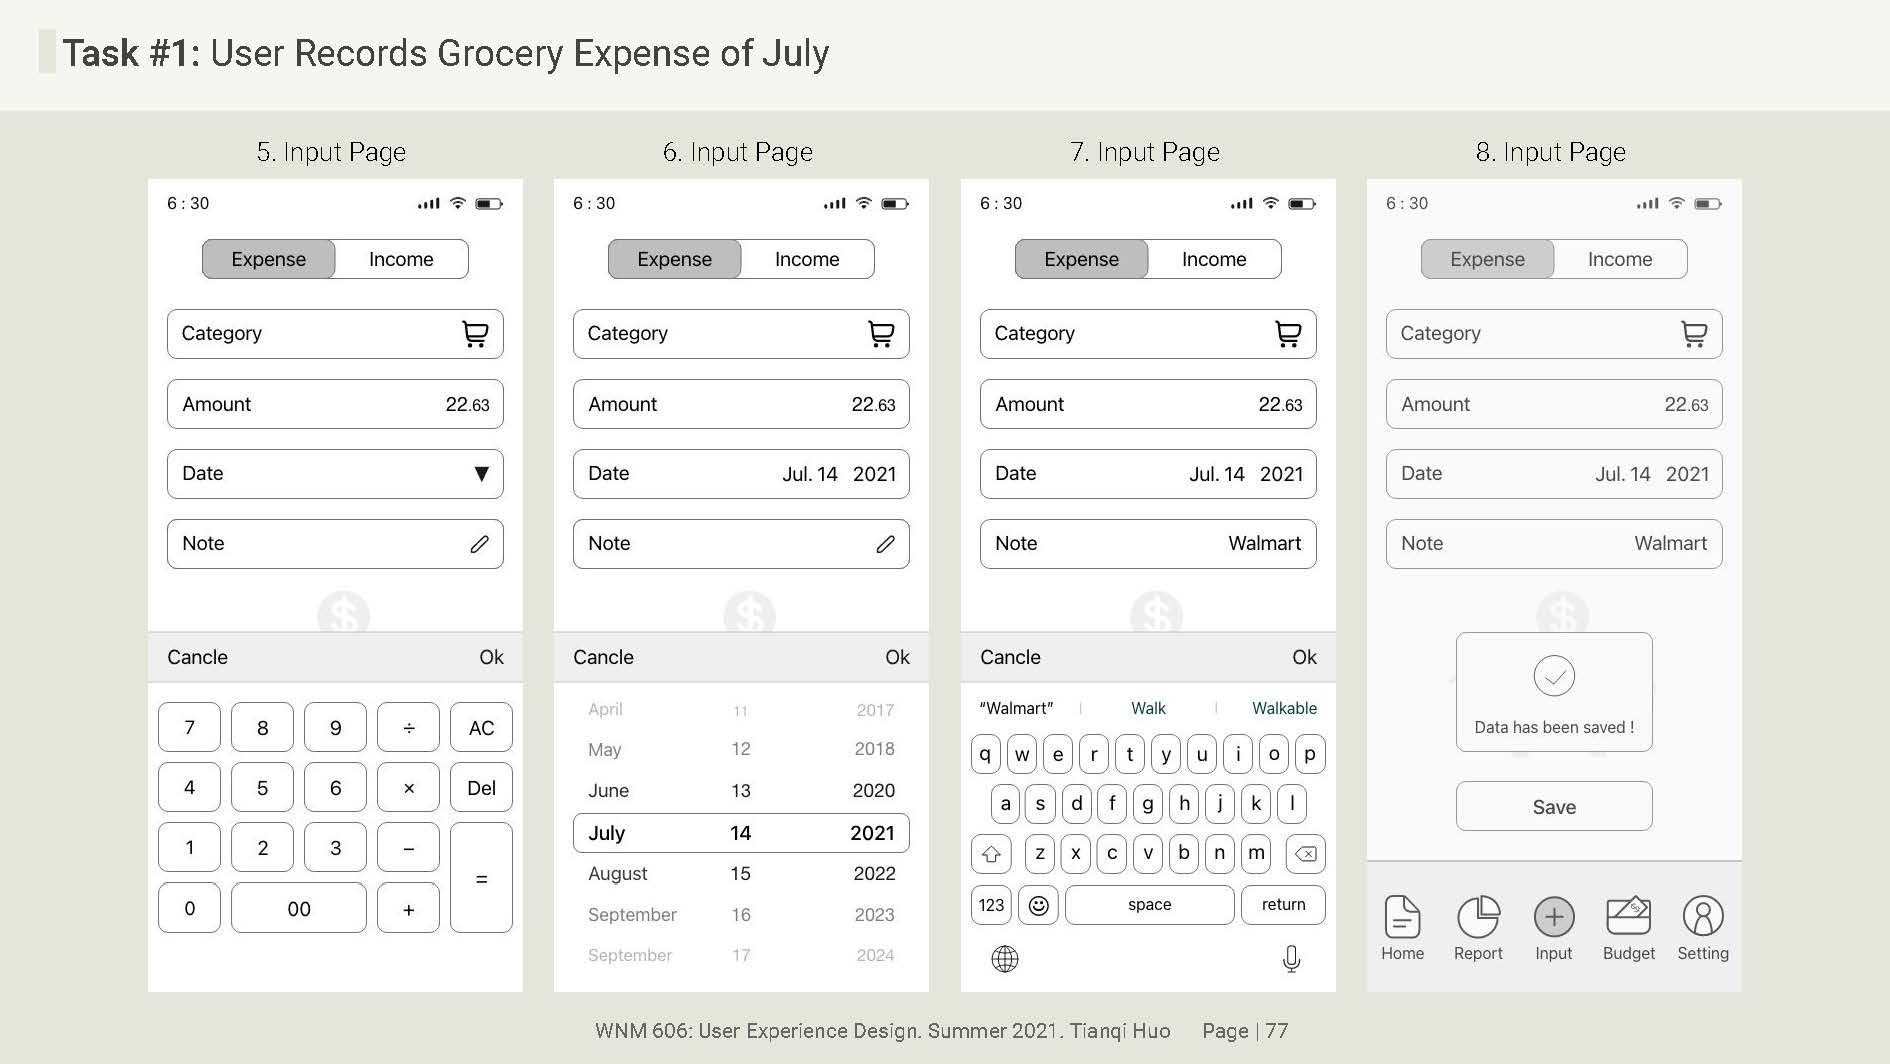 Task #1: User Records Grocery Expense of July
5. Input Page
6:30
Expense Income
Category
Amount 22.63
Date
Note
$
Cancle Ok
7 8 9 ÷ AC
4 5 6 × Del
1 2 3 −
=
0 00 +
6. Input Page
6:30
Expense Income
Category
Amount 22.63
Date Jul. 14 2021
Note
$
Cancle Ok
April 11 2017
May 12 2018
June 13 2020
July 14 2021
August 15 2022
September 16 2023
September 17 2024
7. Input Page
6:30
Expense Income
Category
Amount 22.63
Date Jul. 14 2021
Note Walmart
$
Cancle Ok
“Walmart” Walk Walkable
q w e r t y u i o p
a s d f g h j k l
z x c v b n m
123 space return
8. Input Page
6:30
Expense Income
Category
Amount 22.63
Date Jul. 14 2021
Note Walmart
$
Data has been saved !
Save
Home Report Input Budget Setting
WNM 606: User Experience Design. Summer 2021. Tianqi Huo Page | 77